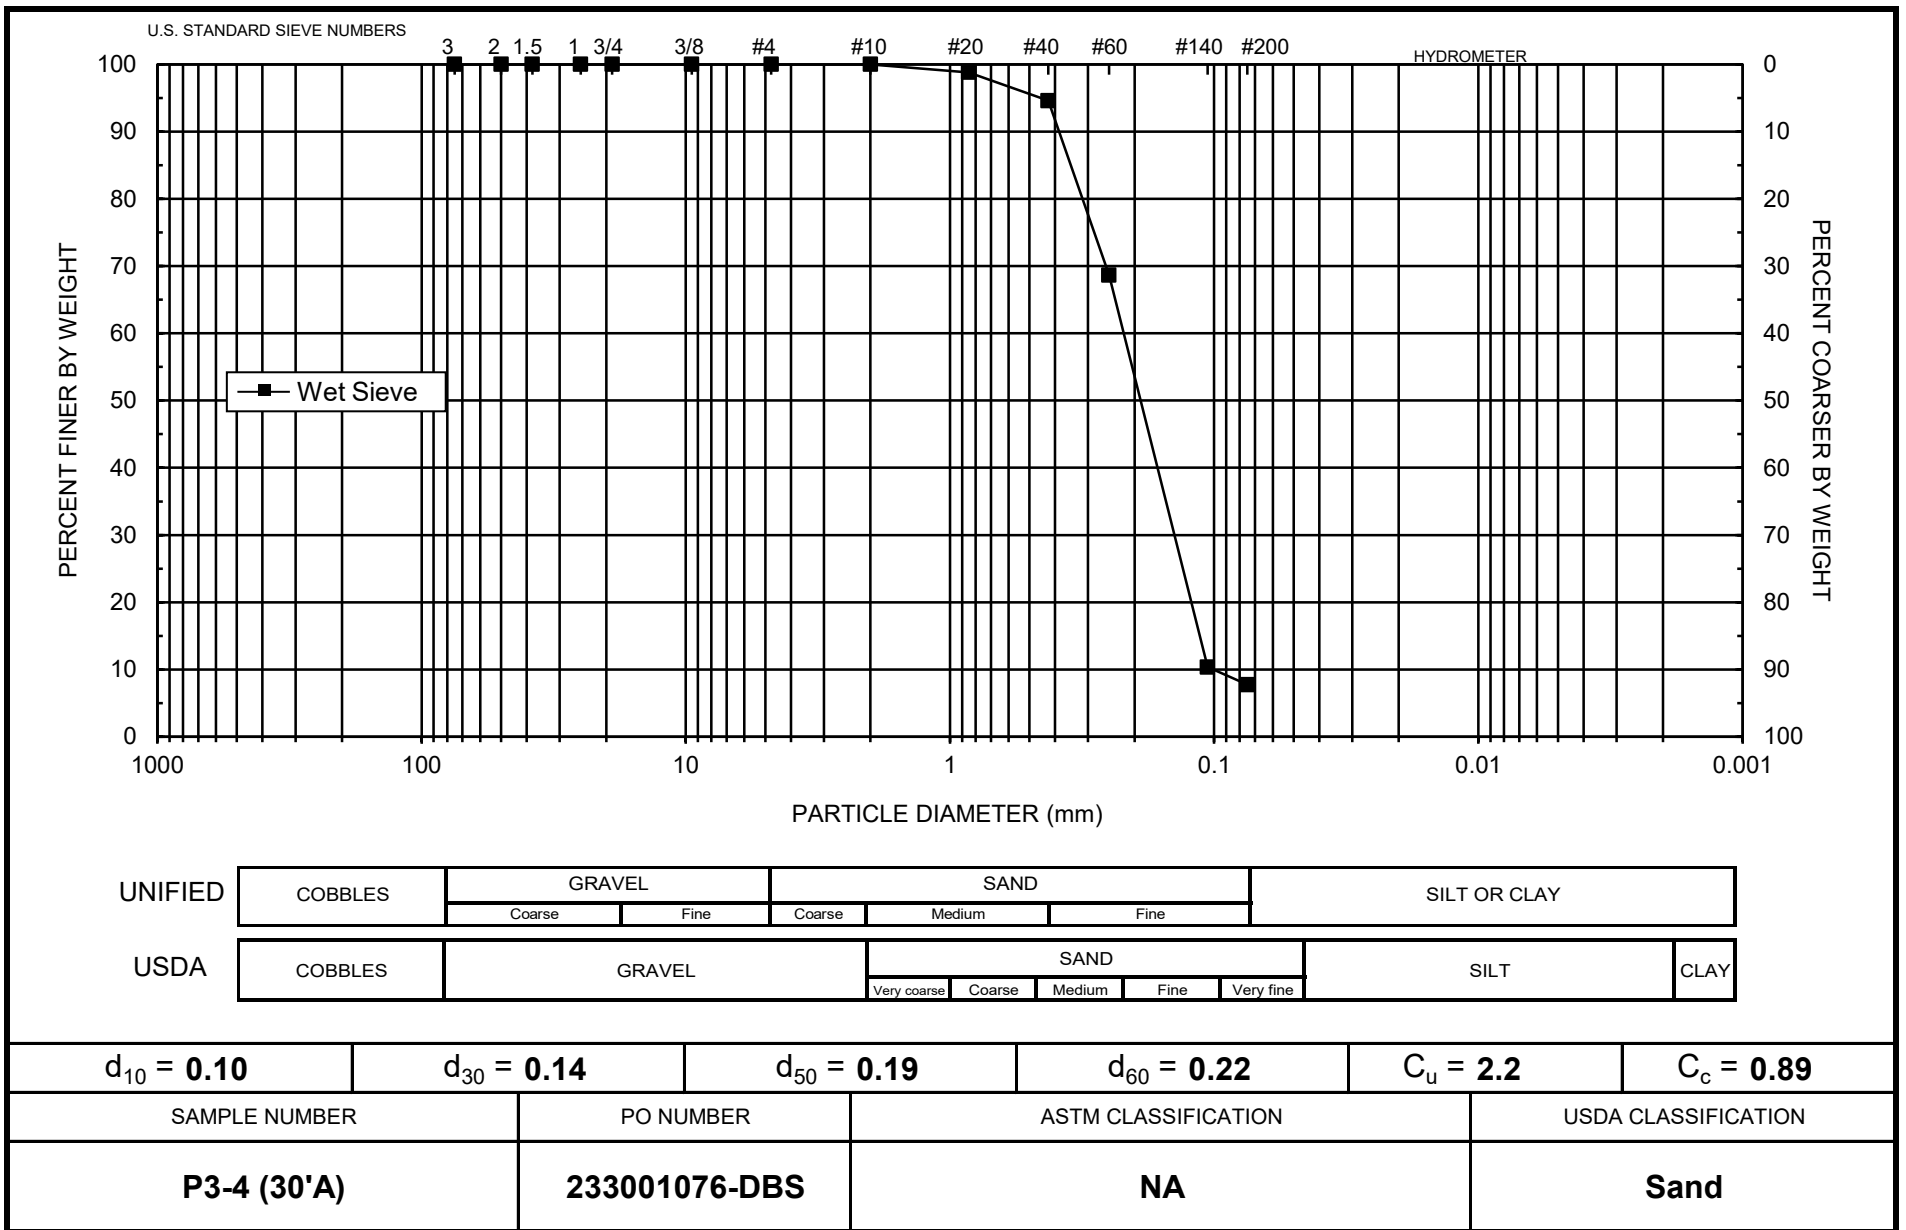 U.S. STANDARD SIEVE NUMBERS
3 2 1.5 1 3/4 3/8 #4 #10 #20 #40 #60 #140 #200
HYDROMETER
100 0
90 10
80 20
70 30
60 40
50 50
40 60
30 70
20 80
10 90
0 100
PERCENT FINER BY WEIGHT
PERCENT COARSER BY WEIGHT
Wet Sieve
1000 100 10 1 0.1 0.01 0.001
PARTICLE DIAMETER (mm)
UNIFIED
COBBLES GRAVEL SAND SILT OR CLAY
Coarse Fine Coarse Medium Fine
USDA
COBBLES GRAVEL SAND SILT CLAY
Very coarse Coarse Medium Fine Very fine
d10 = 0.10 d30 = 0.14 d50 = 0.19 d60 = 0.22 Cu = 2.2 Cc = 0.89
SAMPLE NUMBER PO NUMBER ASTM CLASSIFICATION USDA CLASSIFICATION
P3-4 (30'A) 233001076-DBS NA Sand